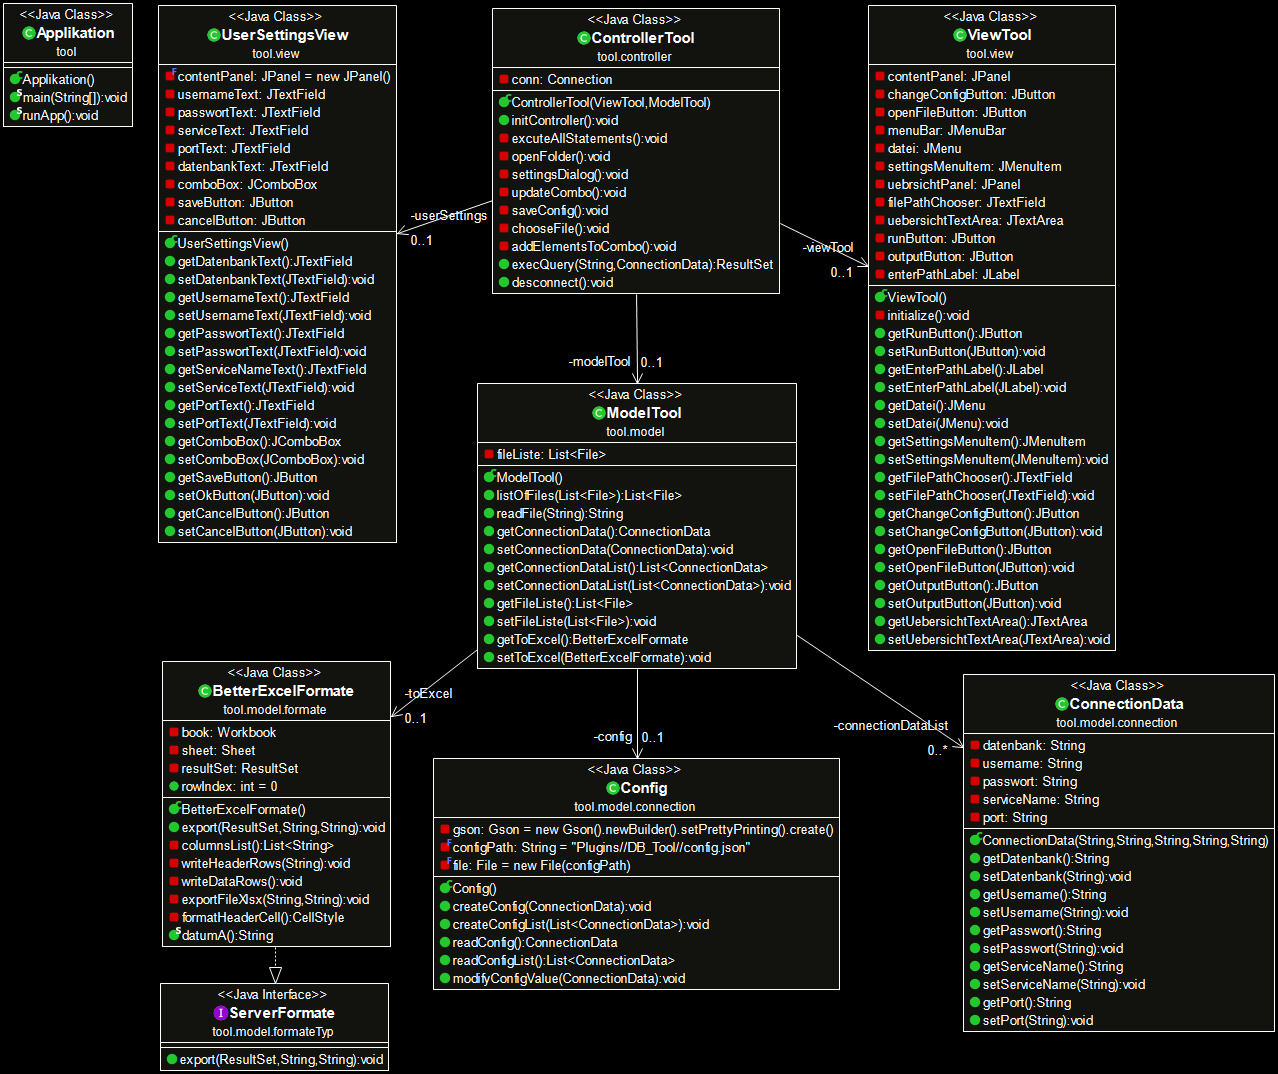 <<Java Class>>
Applikation
tool
Applikation()
main(String[]):void
runApp():void
<<Java Class>>
UserSettingsView
tool.view
contentPanel: JPanel = new JPanel()
usernameText: JTextField
passwortText: JTextField
serviceText: JTextField
portText: JTextField
datenbankText: JTextField
comboBox: JComboBox
saveButton: JButton
cancelButton: JButton
UserSettingsView()
getDatenbankText():JTextField
setDatenbankText(JTextField):void
getUsernameText():JTextField
setUsernameText(JTextField):void
getPasswortText():JTextField
setPasswortText(JTextField):void
getServiceNameText():JTextField
setServiceText(JTextField):void
getPortText():JTextField
setPortText(JTextField):void
getComboBox():JComboBox
setComboBox(JComboBox):void
getSaveButton():JButton
setOkButton(JButton):void
getCancelButton():JButton
setCancelButton(JButton):void
<<Java Class>>
ControllerTool
tool.controller
conn: Connection
ControllerTool(ViewTool,ModelTool)
initController():void
excuteAllStatements():void
openFolder():void
settingsDialog():void
updateCombo():void
saveConfig():void
chooseFile():void
addElementsToCombo():void
execQuery(String,ConnectionData):ResultSet
desconnect():void
<<Java Class>>
ViewTool
tool.view
contentPanel: JPanel
changeConfigButton: JButton
openFileButton: JButton
menuBar: JMenuBar
datei: JMenu
settingsMenuItem: JMenuItem
uebrsichtPanel: JPanel
filePathChooser: JTextField
uebersichtTextArea: JTextArea
runButton: JButton
outputButton: JButton
enterPathLabel: JLabel
ViewTool()
initialize():void
getRunButton():JButton
setRunButton(JButton):void
getEnterPathLabel():JLabel
setEnterPathLabel(JLabel):void
getDatei():JMenu
setDatei(JMenu):void
getSettingsMenuItem():JMenuItem
setSettingsMenuItem(JMenuItem):void
getFilePathChooser():JTextField
setFilePathChooser(JTextField):void
getChangeConfigButton():JButton
setChangeConfigButton(JButton):void
getOpenFileButton():JButton
setOpenFileButton(JButton):void
getOutputButton():JButton
setOutputButton(JButton):void
getUebersichtTextArea():JTextArea
setUebersichtTextArea(JTextArea):void
-userSettings
0..1
-viewTool
0..1
-modelTool
0..1
<<Java Class>>
ModelTool
tool.model
fileListe: List<File>
ModelTool()
listOfFiles(List<File>):List<File>
readFile(String):String
getConnectionData():ConnectionData
setConnectionData(ConnectionData):void
getConnectionDataList():List<ConnectionData>
setConnectionDataList(List<ConnectionData>):void
getFileListe():List<File>
setFileListe(List<File>):void
getToExcel():BetterExcelFormate
setToExcel(BetterExcelFormate):void
-toExcel
0..1
-config
0..1
-connectionDataList
0..*
<<Java Class>>
BetterExcelFormate
tool.model.formate
book: Workbook
sheet: Sheet
resultSet: ResultSet
rowIndex: int = 0
BetterExcelFormate()
export(ResultSet,String,String):void
columnsList():List<String>
writeHeaderRows(String):void
writeDataRows():void
exportFileXlsx(String,String):void
formatHeaderCell():CellStyle
datumA():String
<<Java Interface>>
ServerFormate
tool.model.formateTyp
export(ResultSet,String,String):void
<<Java Class>>
Config
tool.model.connection
gson: Gson = new Gson().newBuilder().setPrettyPrinting().create()
configPath: String = "Plugins//DB_Tool//config.json"
file: File = new File(configPath)
Config()
createConfig(ConnectionData):void
createConfigList(List<ConnectionData>):void
readConfig():ConnectionData
readConfigList():List<ConnectionData>
modifyConfigValue(ConnectionData):void
<<Java Class>>
ConnectionData
tool.model.connection
datenbank: String
username: String
passwort: String
serviceName: String
port: String
ConnectionData(String,String,String,String,String)
getDatenbank():String
setDatenbank(String):void
getUsername():String
setUsername(String):void
getPasswort():String
setPasswort(String):void
getServiceName():String
setServiceName(String):void
getPort():String
setPort(String):void